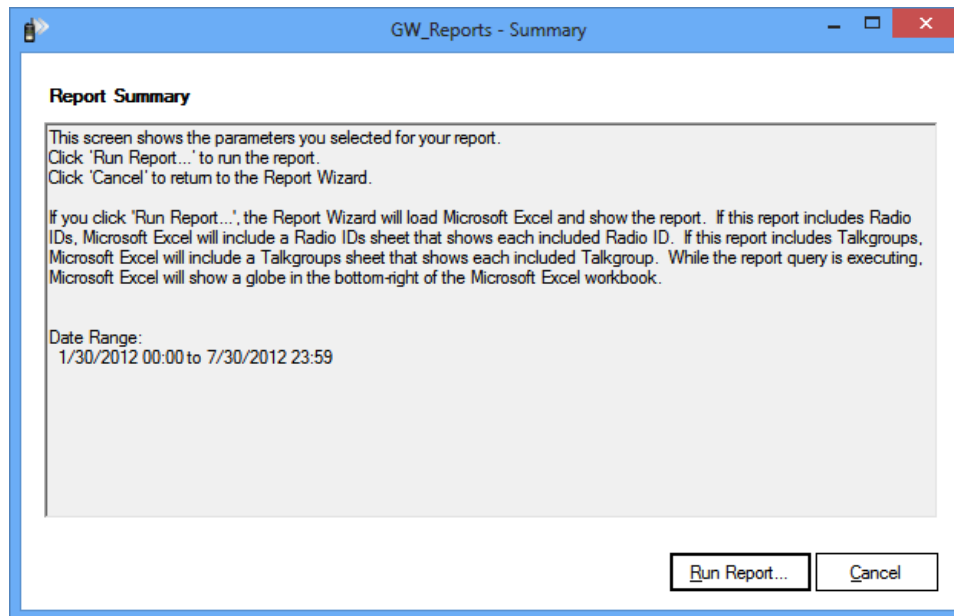 GW_Reports - Summary
Report Summary
This screen shows the parameters you selected for your report.
Click 'Run Report...' to run the report.
Click 'Cancel' to return to the Report Wizard.
If you click 'Run Report...', the Report Wizard will load Microsoft Excel and show the report.  If this report includes Radio
IDs, Microsoft Excel will include a Radio IDs sheet that shows each included Radio ID.  If this report includes Talkgroups,
Microsoft Excel will include a Talkgroups sheet that shows each included Talkgroup.  While the report query is executing,
Microsoft Excel will show a globe in the bottom-right of the Microsoft Excel workbook.
Date Range:
1/30/2012 00:00 to 7/30/2012 23:59
Run Report...
Cancel